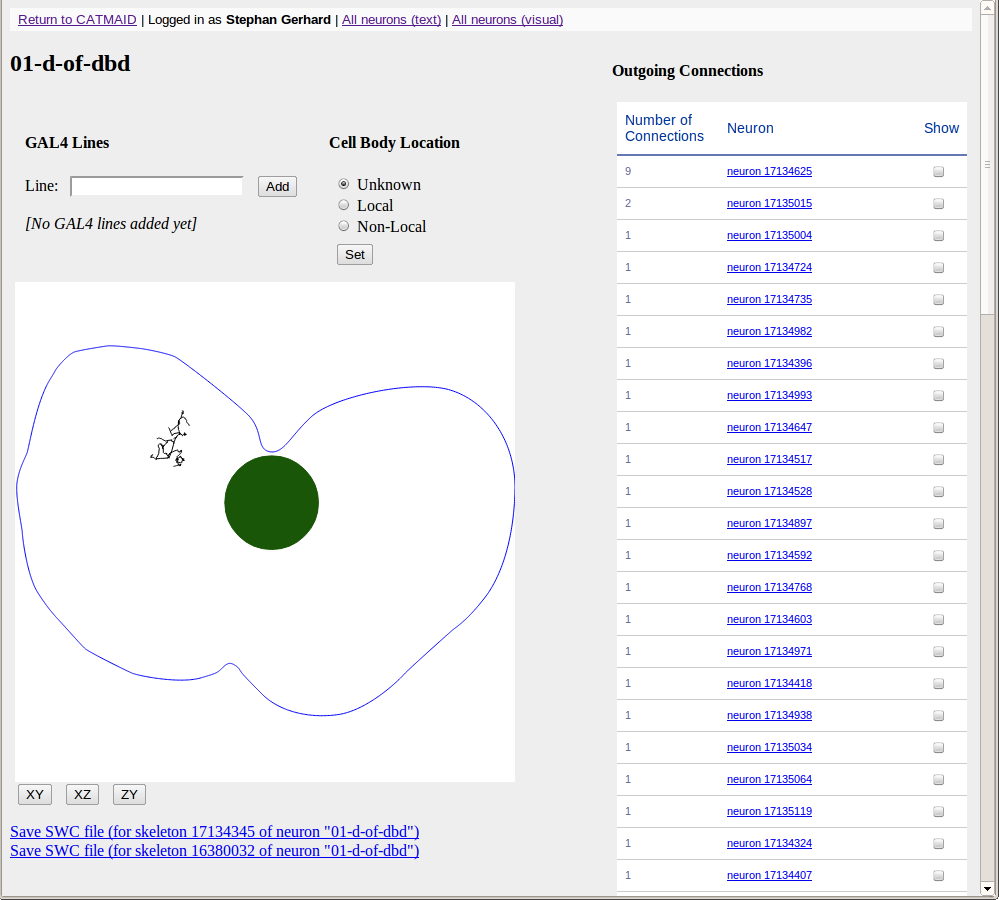 Return to CATMAID | Logged in as Stephan Gerhard | All neurons (text) | All neurons (visual)
01-d-of-dbd
GAL4 Lines
Line:
Add
[No GAL4 lines added yet]
Cell Body Location
Unknown
Local
Non-Local
Set
XY XZ ZY
Save SWC file (for skeleton 17134345 of neuron "01-d-of-dbd")
Save SWC file (for skeleton 16380032 of neuron "01-d-of-dbd")
Outgoing Connections
Number of
Connections
Neuron
Show
9 neuron 17134625
2 neuron 17135015
1 neuron 17135004
1 neuron 17134724
1 neuron 17134735
1 neuron 17134982
1 neuron 17134396
1 neuron 17134993
1 neuron 17134647
1 neuron 17134517
1 neuron 17134528
1 neuron 17134897
1 neuron 17134592
1 neuron 17134768
1 neuron 17134603
1 neuron 17134971
1 neuron 17134418
1 neuron 17134938
1 neuron 17135034
1 neuron 17135064
1 neuron 17135119
1 neuron 17134324
1 neuron 17134407